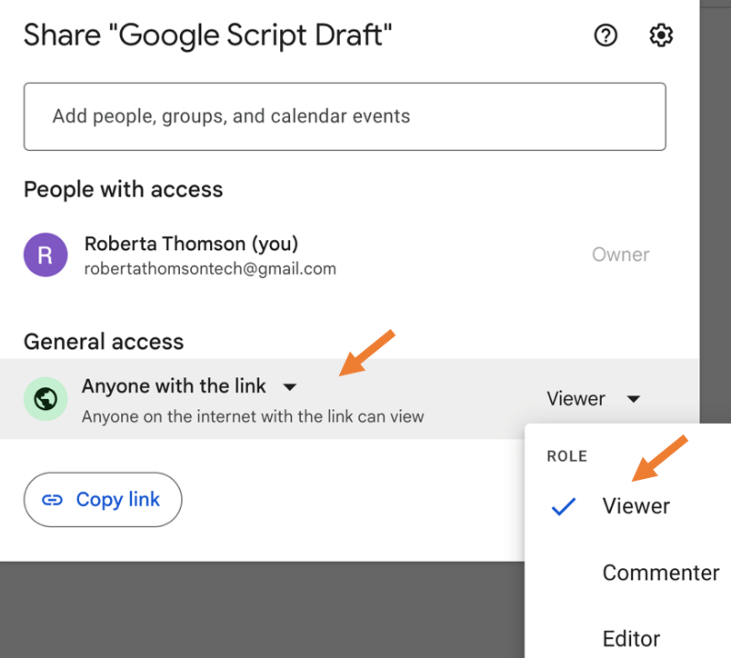 Share "Google Script Draft"
Add people, groups, and calendar events
People with access
R
Roberta Thomson (you)
robertathomsontech@gmail.com
Owner
General access
Anyone with the link
Anyone on the internet with the link can view
Viewer
ROLE
Viewer
Commenter
Editor
Copy link